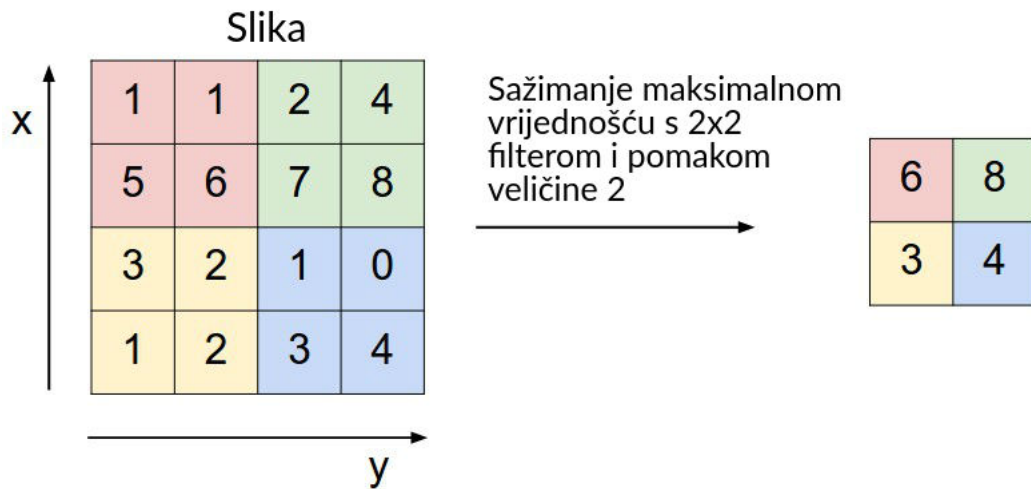 Slika
x
1 1 2 4
5 6 7 8
3 2 1 0
1 2 3 4
y
Sažimanje maksimalnom
vrijednošću s 2x2
filterom i pomakom
veličine 2
6 8
3 4